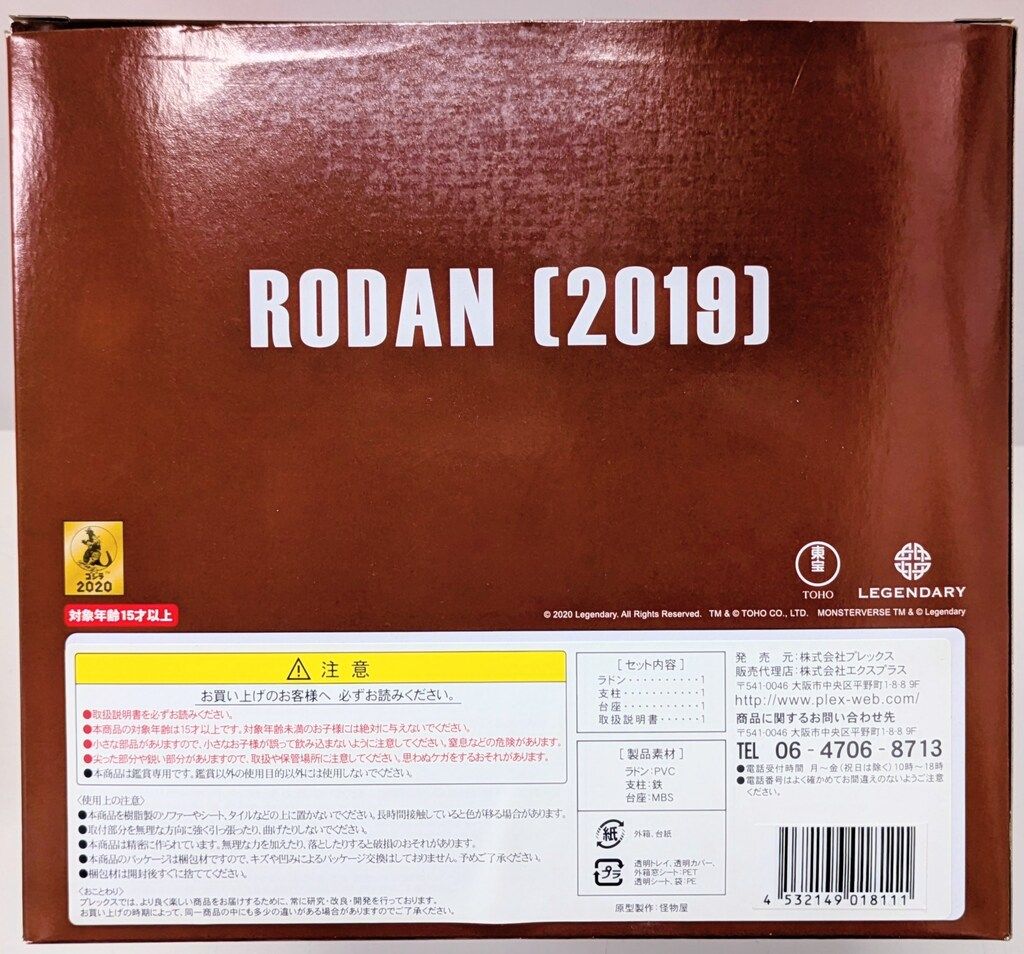 RODAN (2019)
ゴジラ
2020
東宝
TOHO
LEGENDARY
対象年齢15才以上
© 2020 Legendary. All Rights Reserved. TM & © TOHO CO., LTD. MONSTERVERSE TM & © Legendary
注意
お買い上げのお客様へ 必ずお読みください。
●取扱説明書を必ずお読みください。
●本商品の対象年齢は15才以上です。対象年齢未満のお子様には絶対に与えないでください。
●小さな部品がありますので、小さなお子様が誤って飲み込まないように注意してください。窒息などの危険があります。
●尖った部分や鋭い部分がありますので、取扱や保管場所に注意してください。思わぬケガをするおそれがあります。
●本商品は鑑賞専用です。鑑賞以外の使用目的以外には使用しないでください。
〈使用上の注意〉
●本商品を樹脂製のソファーやシート、タイルなどの上に置かないでください。長時間接触していると色が移る場合があります。
●取付部分を無理な方向に強く引っ張ったり、曲げたりしないでください。
●本商品は精密に作られています。無理な力を加えたり、落としたりすると破損のおそれがあります。
●本商品のパッケージは梱包材ですので、キズや凹みによるパッケージ交換はしておりません。予めご了承ください。
●梱包材は開封後すぐに捨ててください。
〈おことわり〉
プレックスでは、より良く楽しい商品をお届けするために、常に研究・改良・開発を行っております。
お買い上げの時期によって、同一商品の中にも多少の違いがある場合がありますのでご了承ください。
[セット内容]
ラドン・・・・・・・・・・・1
支柱・・・・・・・・・・・・1
台座・・・・・・・・・・・・1
取扱説明書・・・・・・1
[製品素材]
ラドン:PVC
支柱:鉄
台座:MBS
紙
外箱、台紙
プラ
透明トレイ、透明カバー、
外箱窓シート:PET
透明シート、袋:PE
原型製作:怪物屋
発売元:株式会社プレックス
販売代理店:株式会社エクスプラス
〒541-0046 大阪市中央区平野町1-8-8 9F
http://www.plex-web.com/
商品に関するお問い合わせ先
〒541-0046 大阪市中央区平野町1-8-8 9F
TEL 06-4706-8713
●電話受付時間 月~金(祝日は除く)10時~18時
●電話番号はよく確かめてお間違えのないようご注意
ください。
4 532149 018111